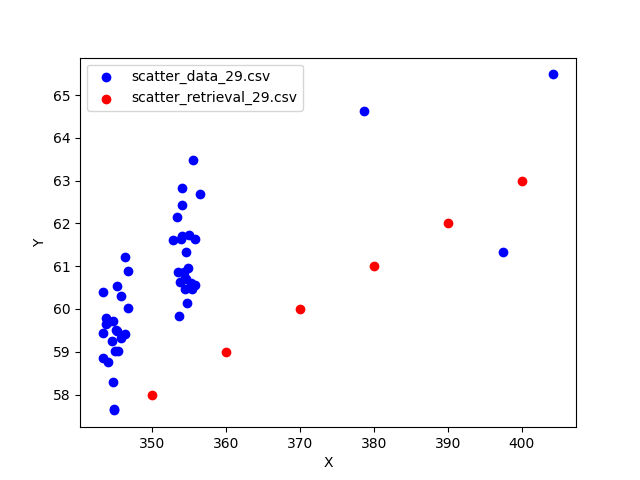 scatter_data_29.csv
scatter_retrieval_29.csv
65
64
63
62
61
60
59
58
Y
350 360 370 380 390 400
X